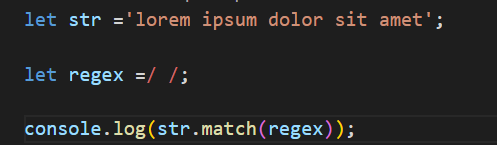 let str ='lorem ipsum dolor sit amet';
let regex =/ /;
console.log(str.match(regex));